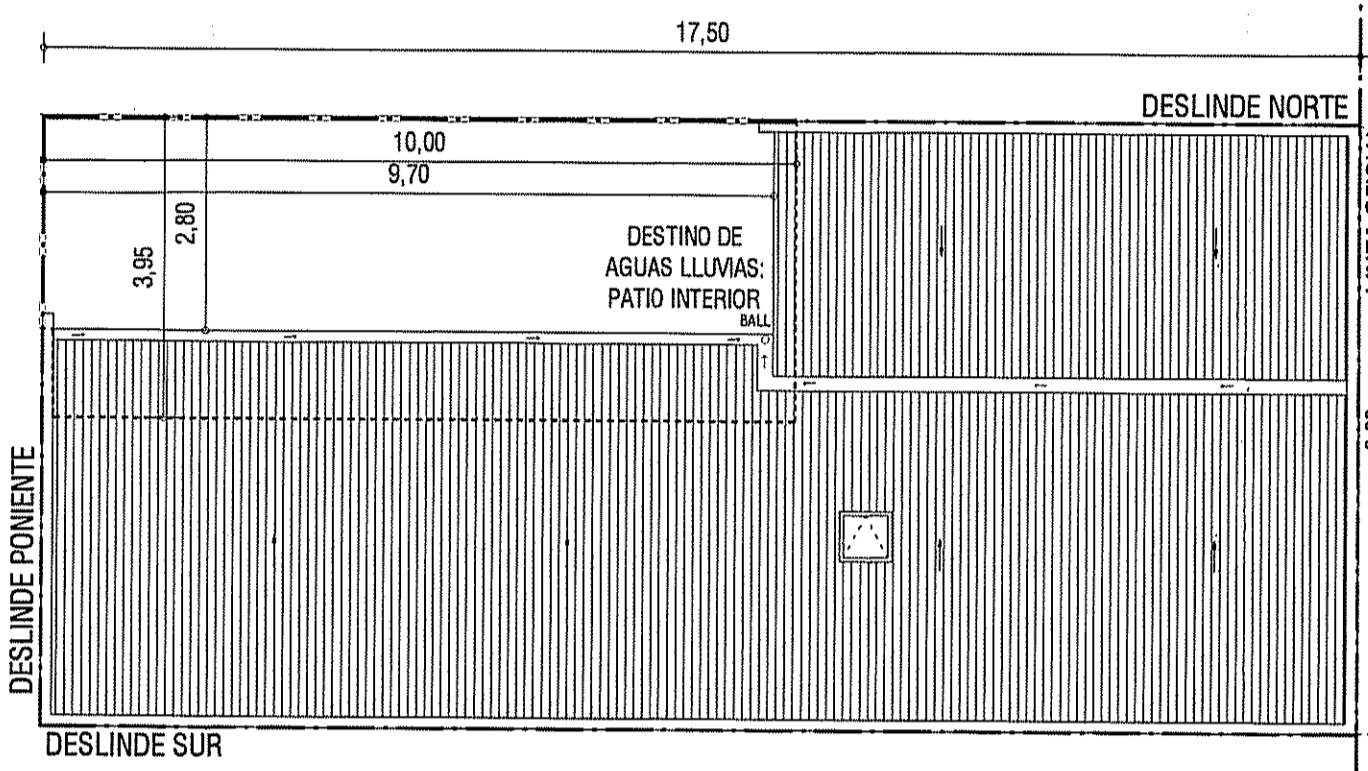 17,50
DESLINDE NORTE
10,00
9,70
2,80
3,95
DESTINO DE
AGUAS LLUVIAS:
PATIO INTERIOR
BALL
DESLINDE PONIENTE
DESLINDE SUR